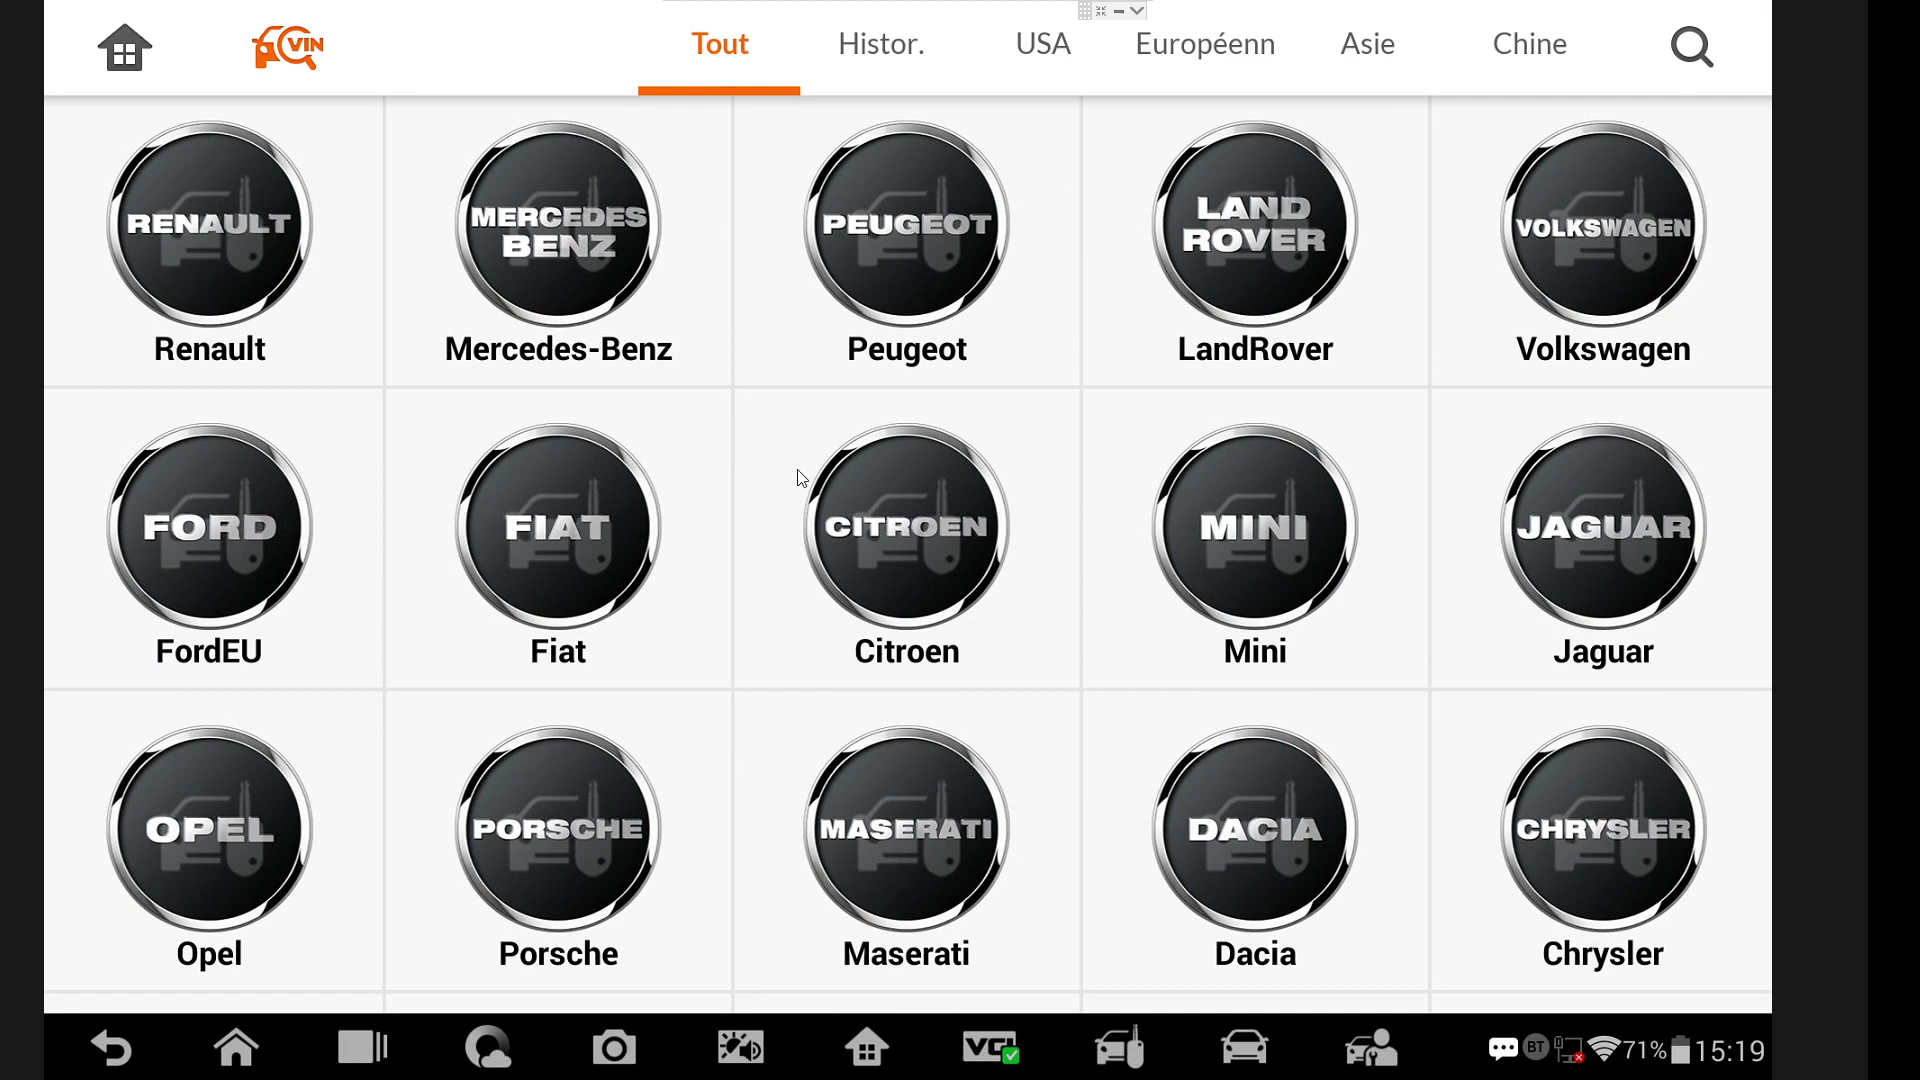 VIN
Tout Histor. USA Européenn Asie Chine
RENAULT
MERCEDES
BENZ
PEUGEOT
LAND
ROVER
VOLKSWAGEN
Renault Mercedes-Benz Peugeot LandRover Volkswagen
FORD FIAT CITROEN MINI JAGUAR
FordEU Fiat Citroen Mini Jaguar
OPEL PORSCHE MASERATI DACIA CHRYSLER
Opel Porsche Maserati Dacia Chrysler
VCI BT 71% 15:19